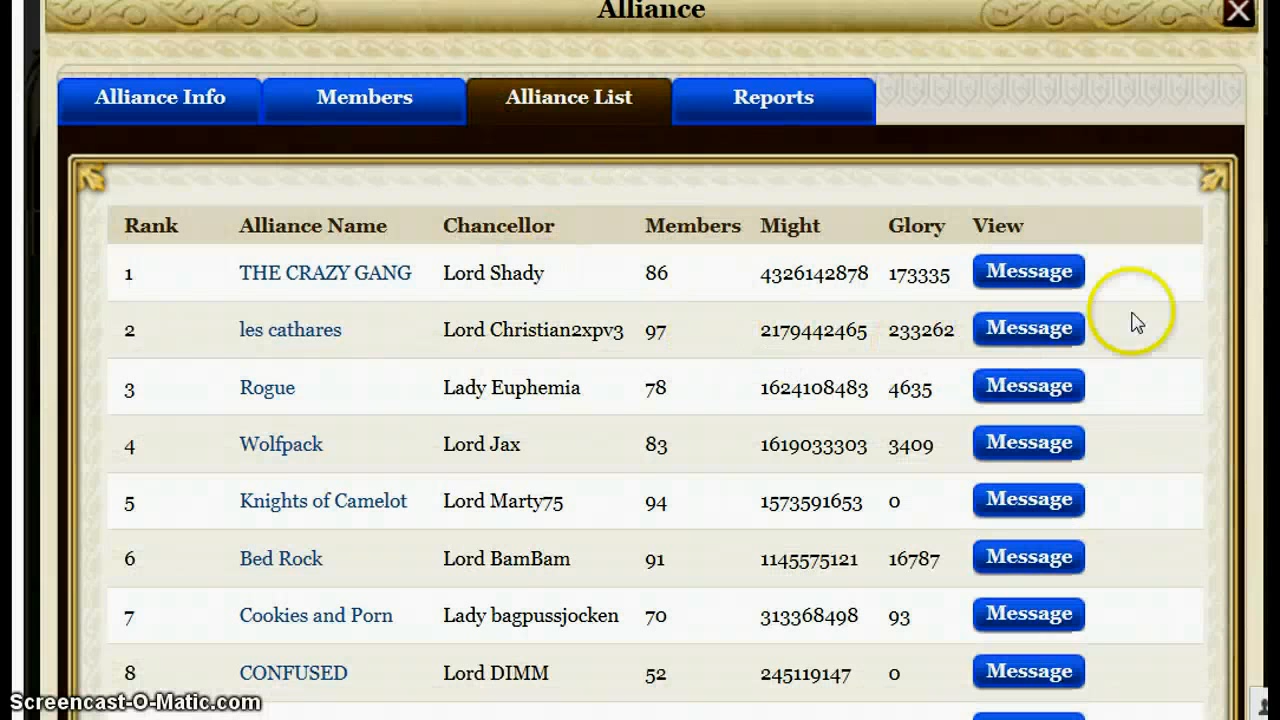 Alliance
Alliance Info Members Alliance List Reports
Rank Alliance Name Chancellor Members Might Glory View
1 THE CRAZY GANG Lord Shady 86 4326142878 173335 Message
2 les cathares Lord Christian2xpv3 97 2179442465 233262 Message
3 Rogue Lady Euphemia 78 1624108483 4635 Message
4 Wolfpack Lord Jax 83 1619033303 3409 Message
5 Knights of Camelot Lord Marty75 94 1573591653 0 Message
6 Bed Rock Lord BamBam 91 1145575121 16787 Message
7 Cookies and Porn Lady bagpussjocken 70 313368498 93 Message
8 CONFUSED Lord DIMM 52 245119147 0 Message
Screencast-O-Matic.com